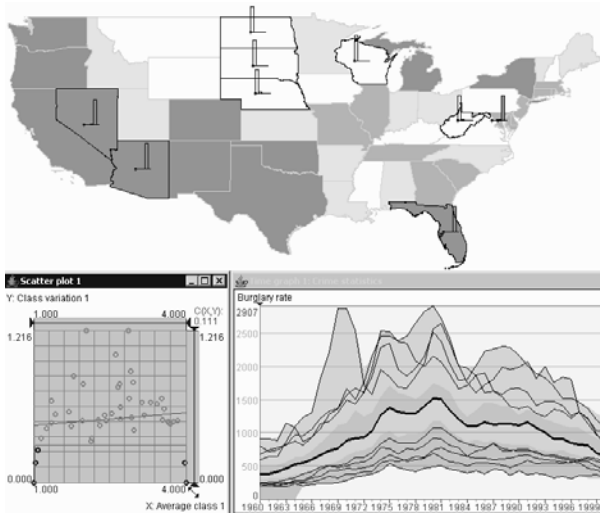 Scatter plot 1
Y: Class variation 1
1.000 4.000
C(X,Y):
0.111
1.216 1.216
0.000 0.000
1.000 4.000
X: Average class 1
Burglary rate
2907
2500
2000
1500
1000
500
0
1960 1963 1966 1969 1972 1975 1978 1981 1984 1987 1990 1993 1996 1999